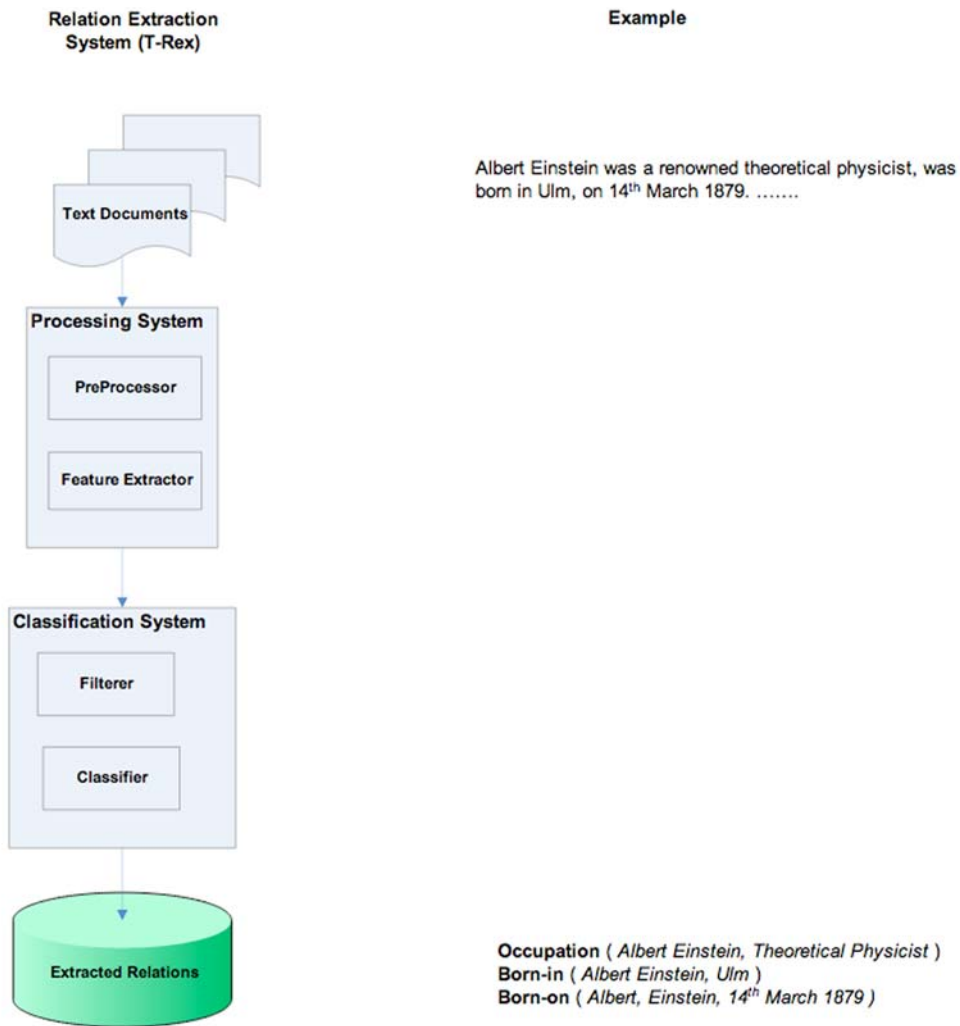 Relation Extraction
System (T-Rex)
Example
Albert Einstein was a renowned theoretical physicist, was
born in Ulm, on 14th March 1879. …….
Text Documents
Processing System
PreProcessor
Feature Extractor
Classification System
Filterer
Classifier
Extracted Relations
Occupation ( Albert Einstein, Theoretical Physicist )
Born-in ( Albert Einstein, Ulm )
Born-on ( Albert, Einstein, 14th March 1879 )